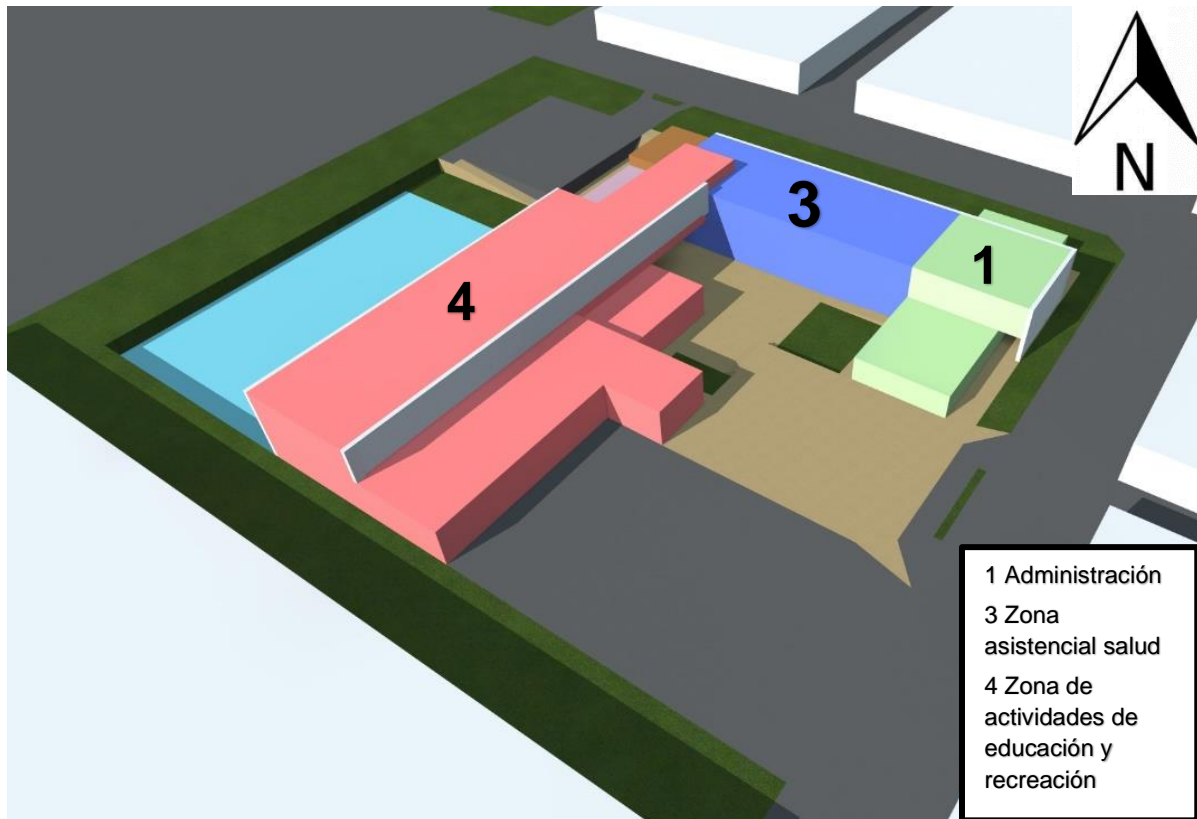 N
3
1
4
1 Administración
3 Zona
asistencial salud
4 Zona de
actividades de
educación y
recreación